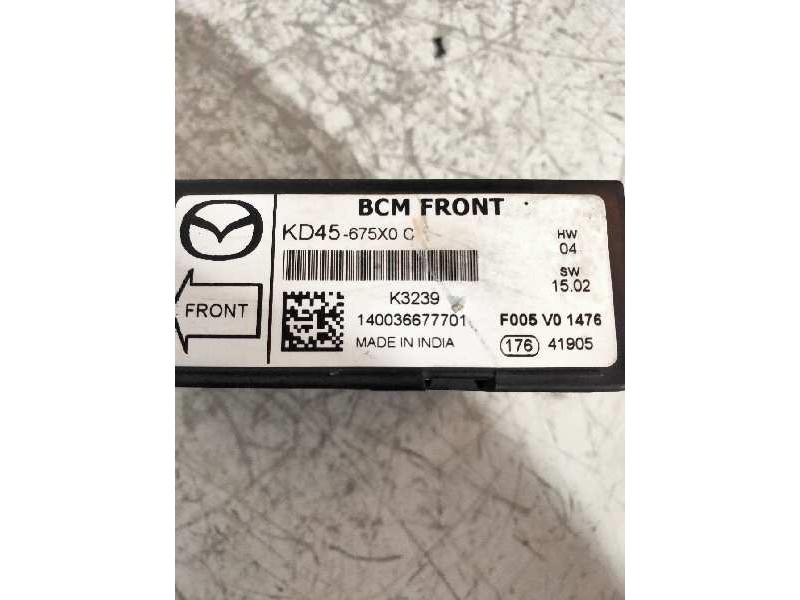 BCM FRONT
KD45-675X0 C
HW
04
SW
15.02
FRONT
K3239
140036677701
F005 V0 1476
MADE IN INDIA
176 41905